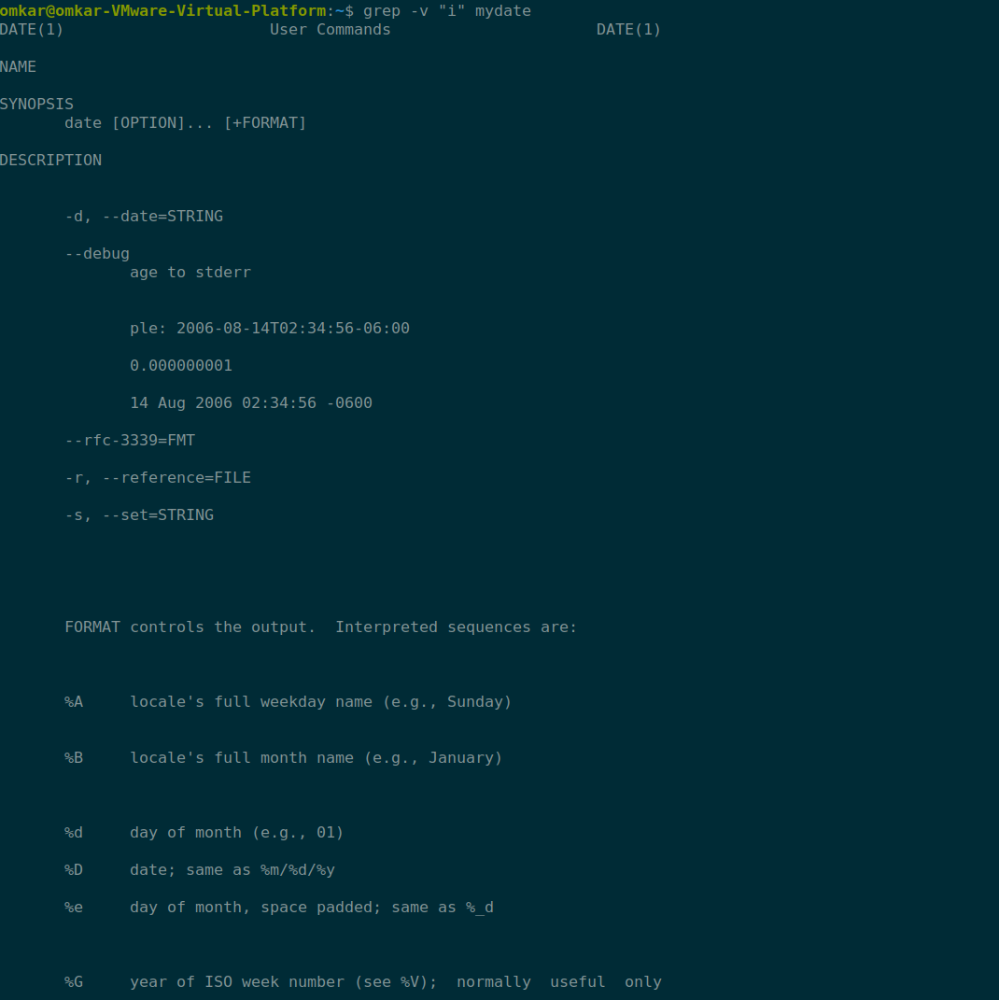 omkar@omkar-VMware-Virtual-Platform:~$ grep -v "i" mydate
DATE(1)                      User Commands                      DATE(1)
NAME
SYNOPSIS
       date [OPTION]... [+FORMAT]
DESCRIPTION
       -d, --date=STRING
       --debug
              age to stderr
              ple: 2006-08-14T02:34:56-06:00
              0.000000001
              14 Aug 2006 02:34:56 -0600
       --rfc-3339=FMT
       -r, --reference=FILE
       -s, --set=STRING
       FORMAT controls the output.  Interpreted sequences are:
       %A     locale's full weekday name (e.g., Sunday)
       %B     locale's full month name (e.g., January)
       %d     day of month (e.g., 01)
       %D     date; same as %m/%d/%y
       %e     day of month, space padded; same as %_d
       %G     year of ISO week number (see %V);  normally  useful  only